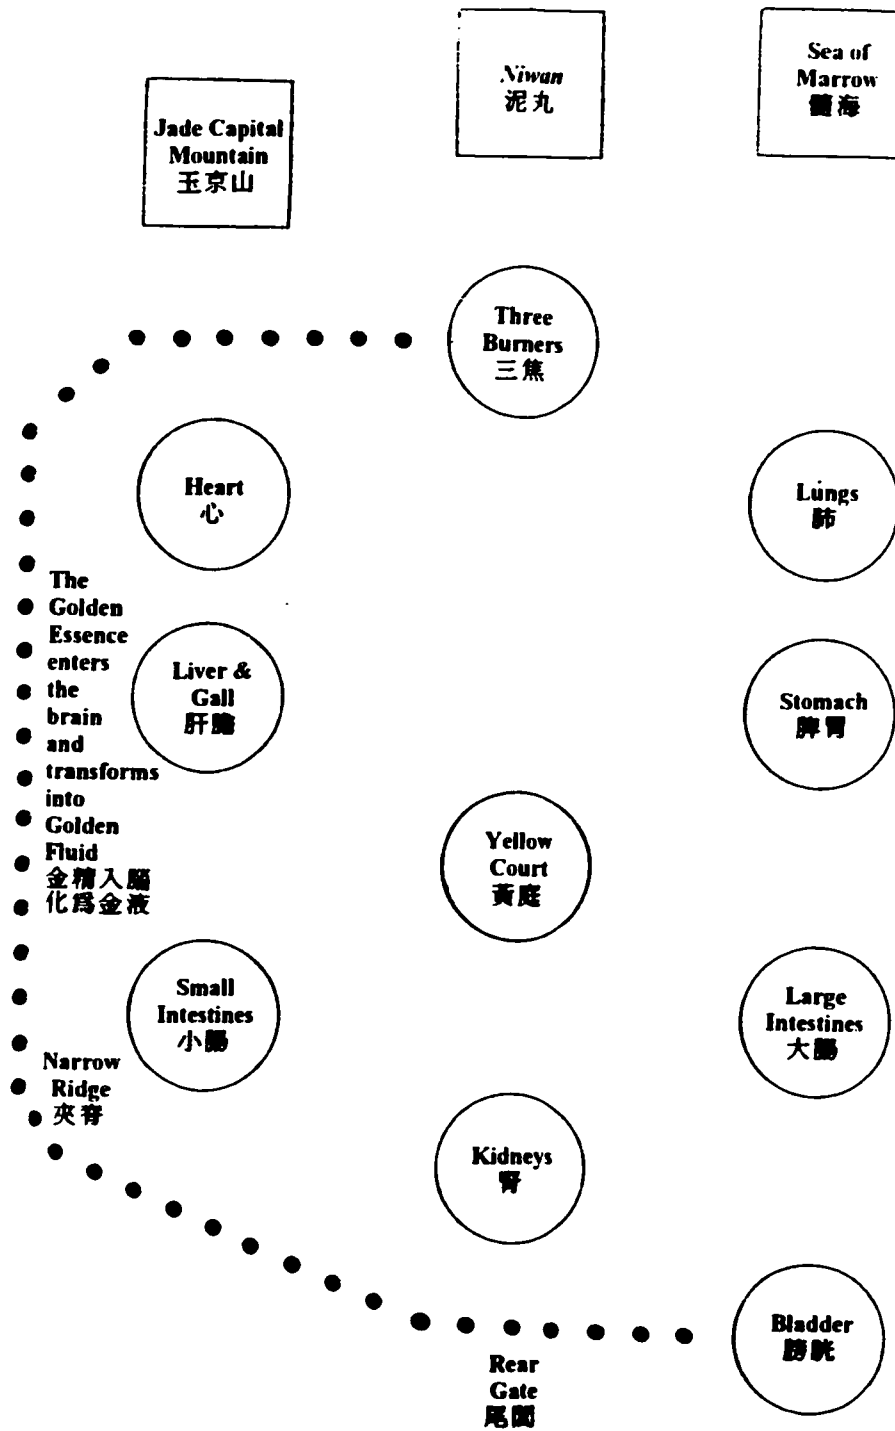 Niwan
泥丸
Sea of
Marrow
髓海
Jade Capital
Mountain
玉京山
Three
Burners
三焦
Heart
心
Lungs
肺
The
Golden
Essence
enters
the
brain
and
transforms
into
Golden
Fluid
金精入腦
化爲金液
Liver &
Gall
肝膽
Stomach
脾胃
Yellow
Court
黃庭
Small
Intestines
小腸
Large
Intestines
大腸
Narrow
Ridge
夾脊
Kidneys
腎
Bladder
膀胱
Rear
Gate
尾閭